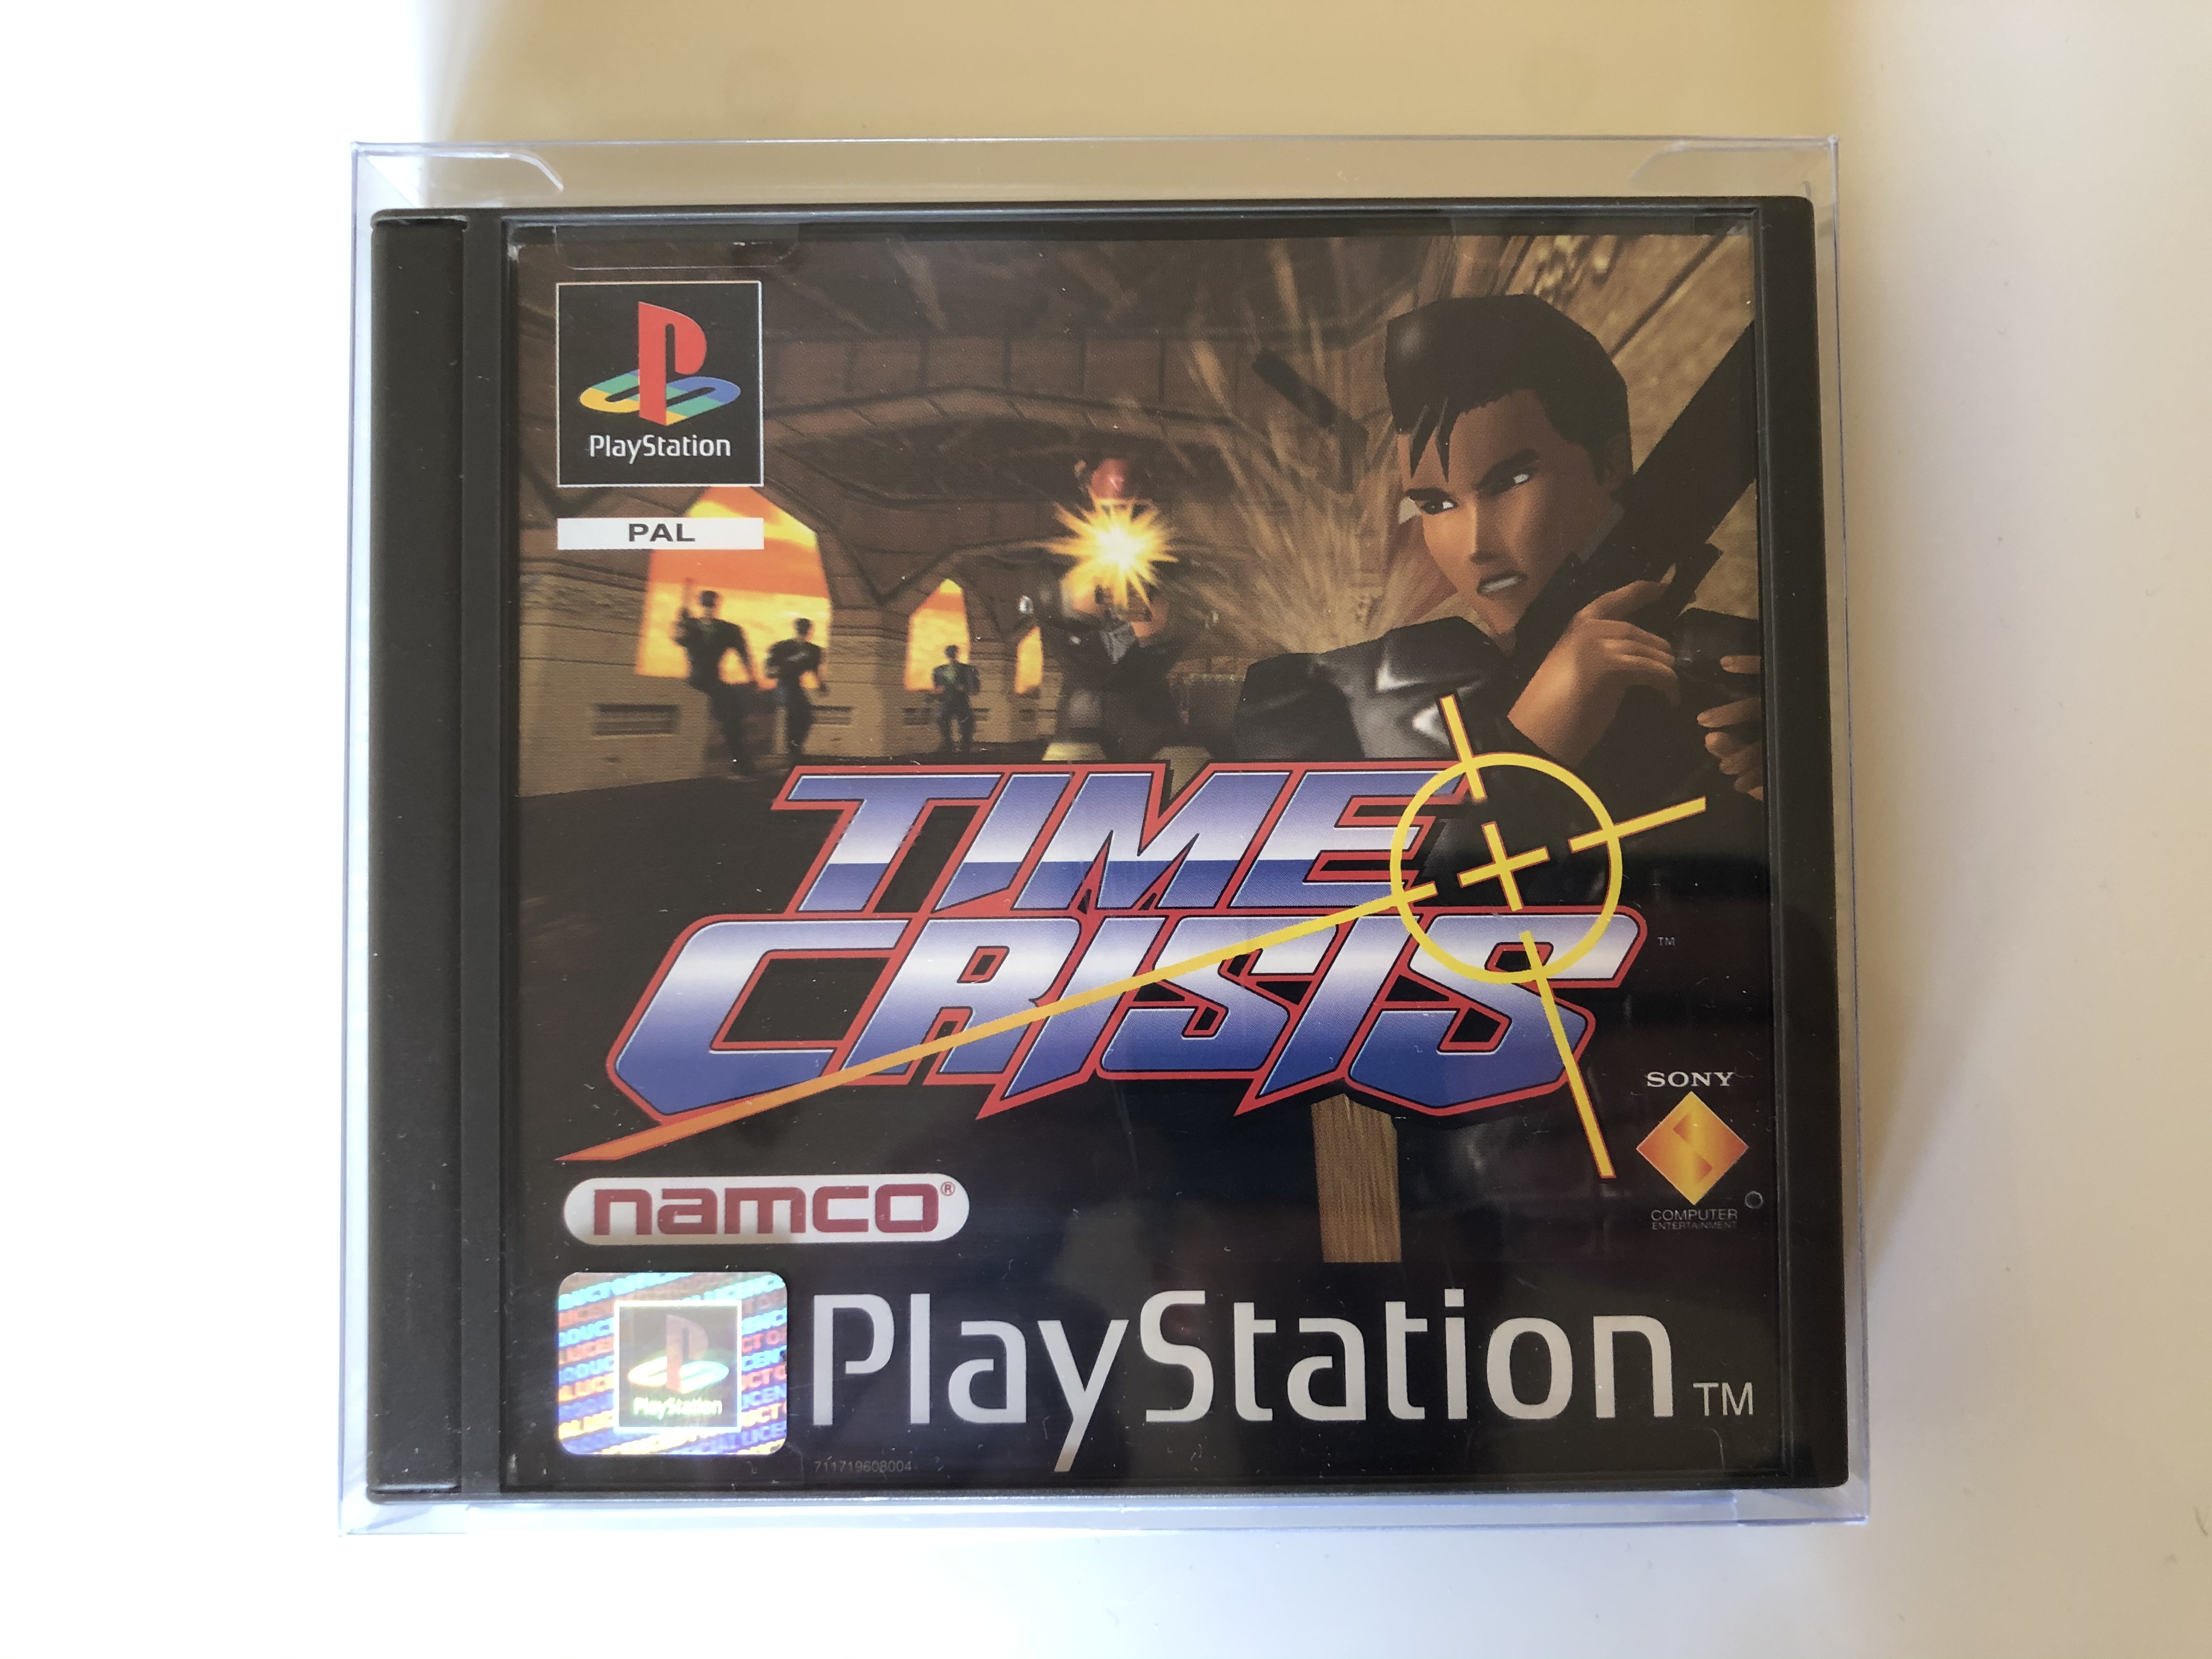 PlayStation
PAL
TIME
CRISIS
TM
SONY
COMPUTER
ENTERTAINMENT
namco®
PlayStation
PlayStation TM
711719608004